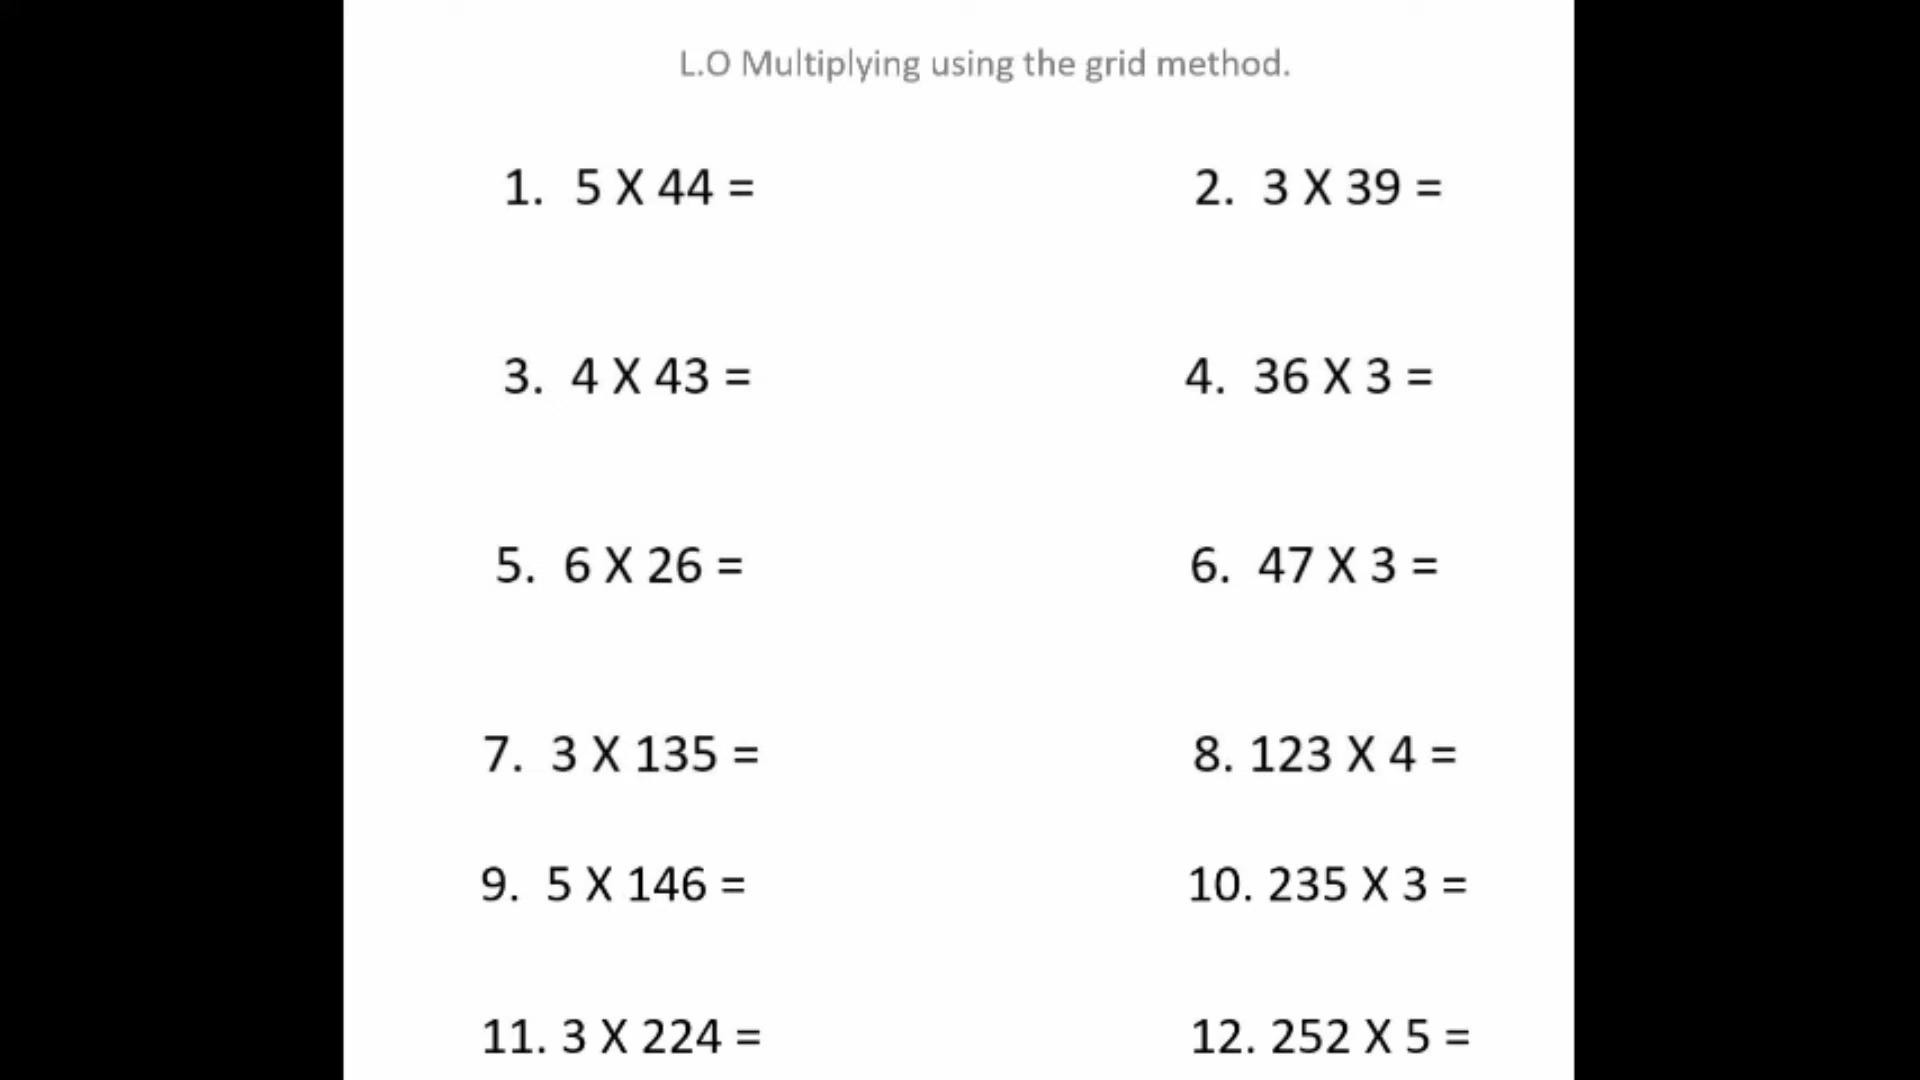 L.O Multiplying using the grid method.
1. 5 X 44 =
2. 3 X 39 =
3. 4 X 43 =
4. 36 X 3 =
5. 6 X 26 =
6. 47 X 3 =
7. 3 X 135 =
8. 123 X 4 =
9. 5 X 146 =
10. 235 X 3 =
11. 3 X 224 =
12. 252 X 5 =